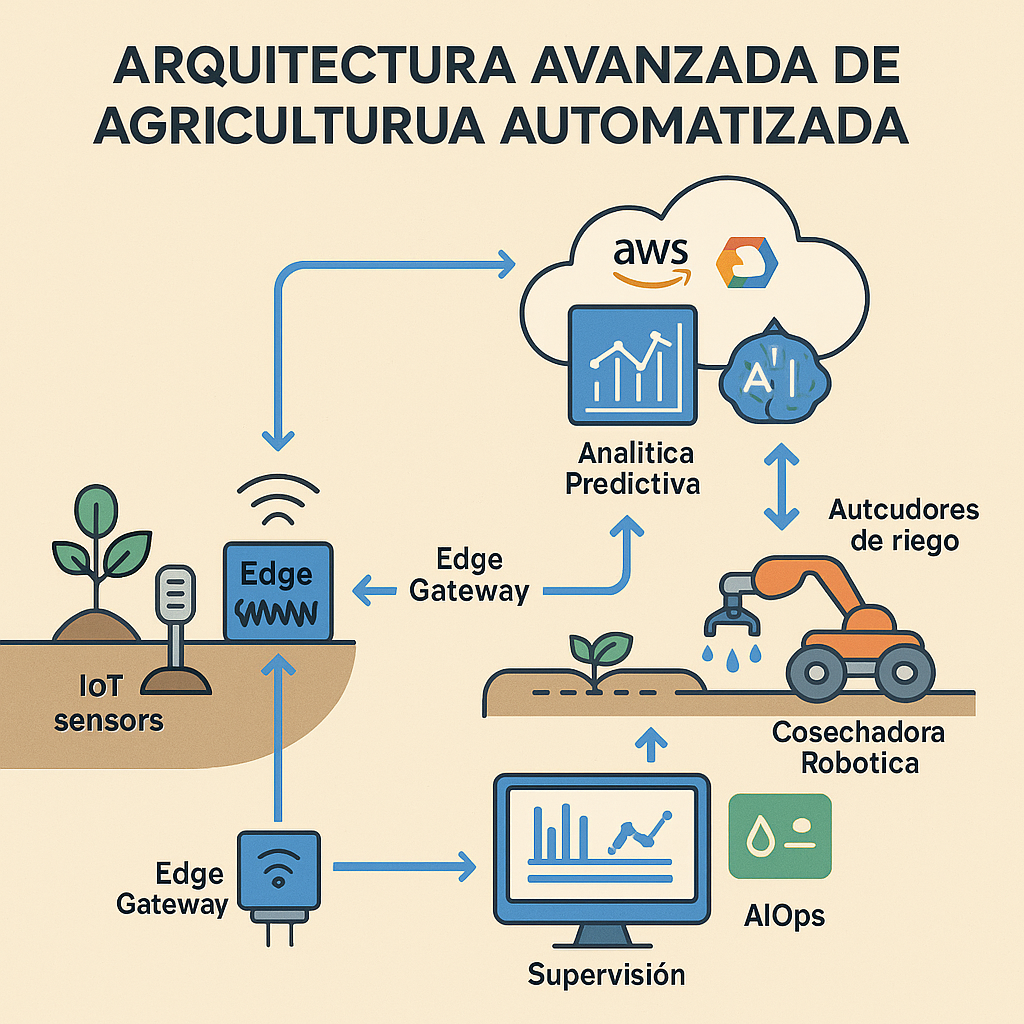 ARQUITECTURA AVANZADA DE
AGRICULTURUA AUTOMATIZADA
aws
A'I
Analitica
Predictiva
Autcudores
de riego
Edge
Edge
Gateway
IoT
sensors
Cosechadora
Robotica
Edge
Gateway
AIOps
Supervisión